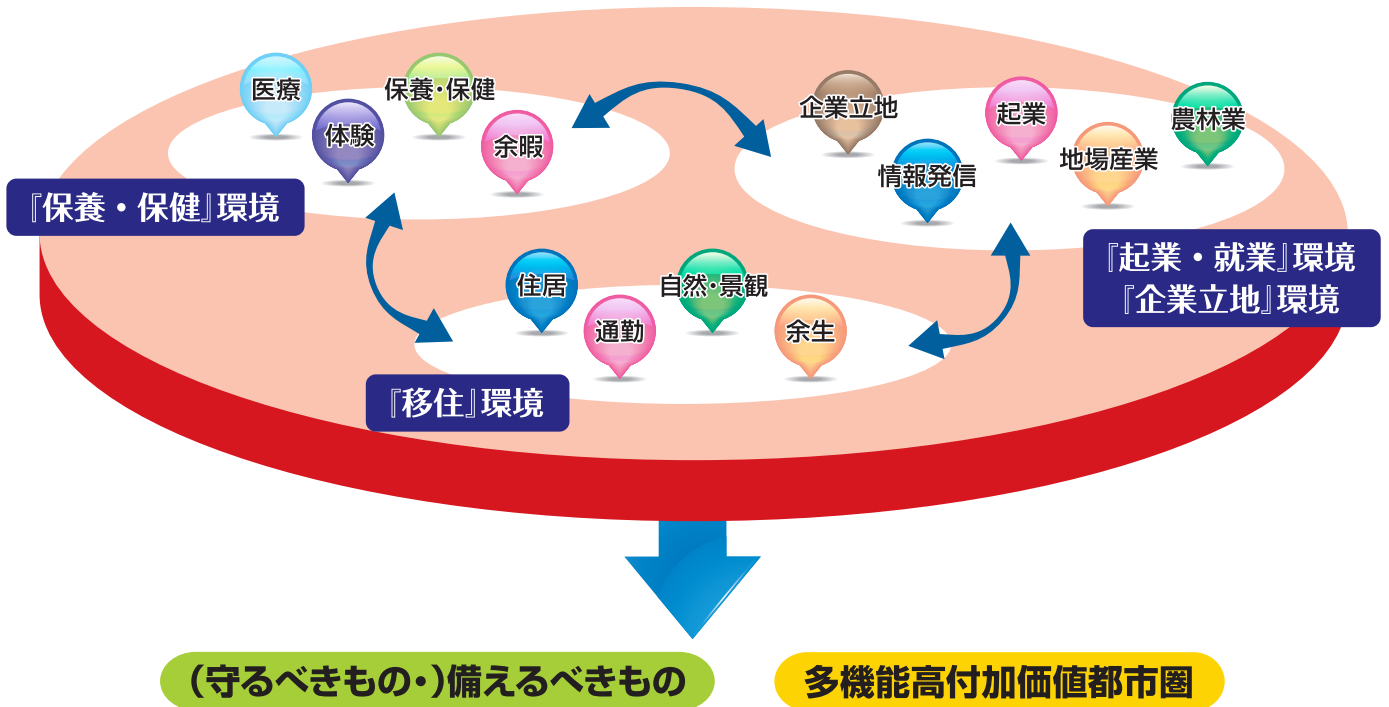 医療
保養・保健
体験
余暇
『保養・保健』環境
企業立地
起業
農林業
情報発信
地場産業
『起業・就業』環境
『企業立地』環境
住居
自然・景観
通勤
余生
『移住』環境
(守るべきもの・)備えるべきもの
多機能高付加価値都市圏